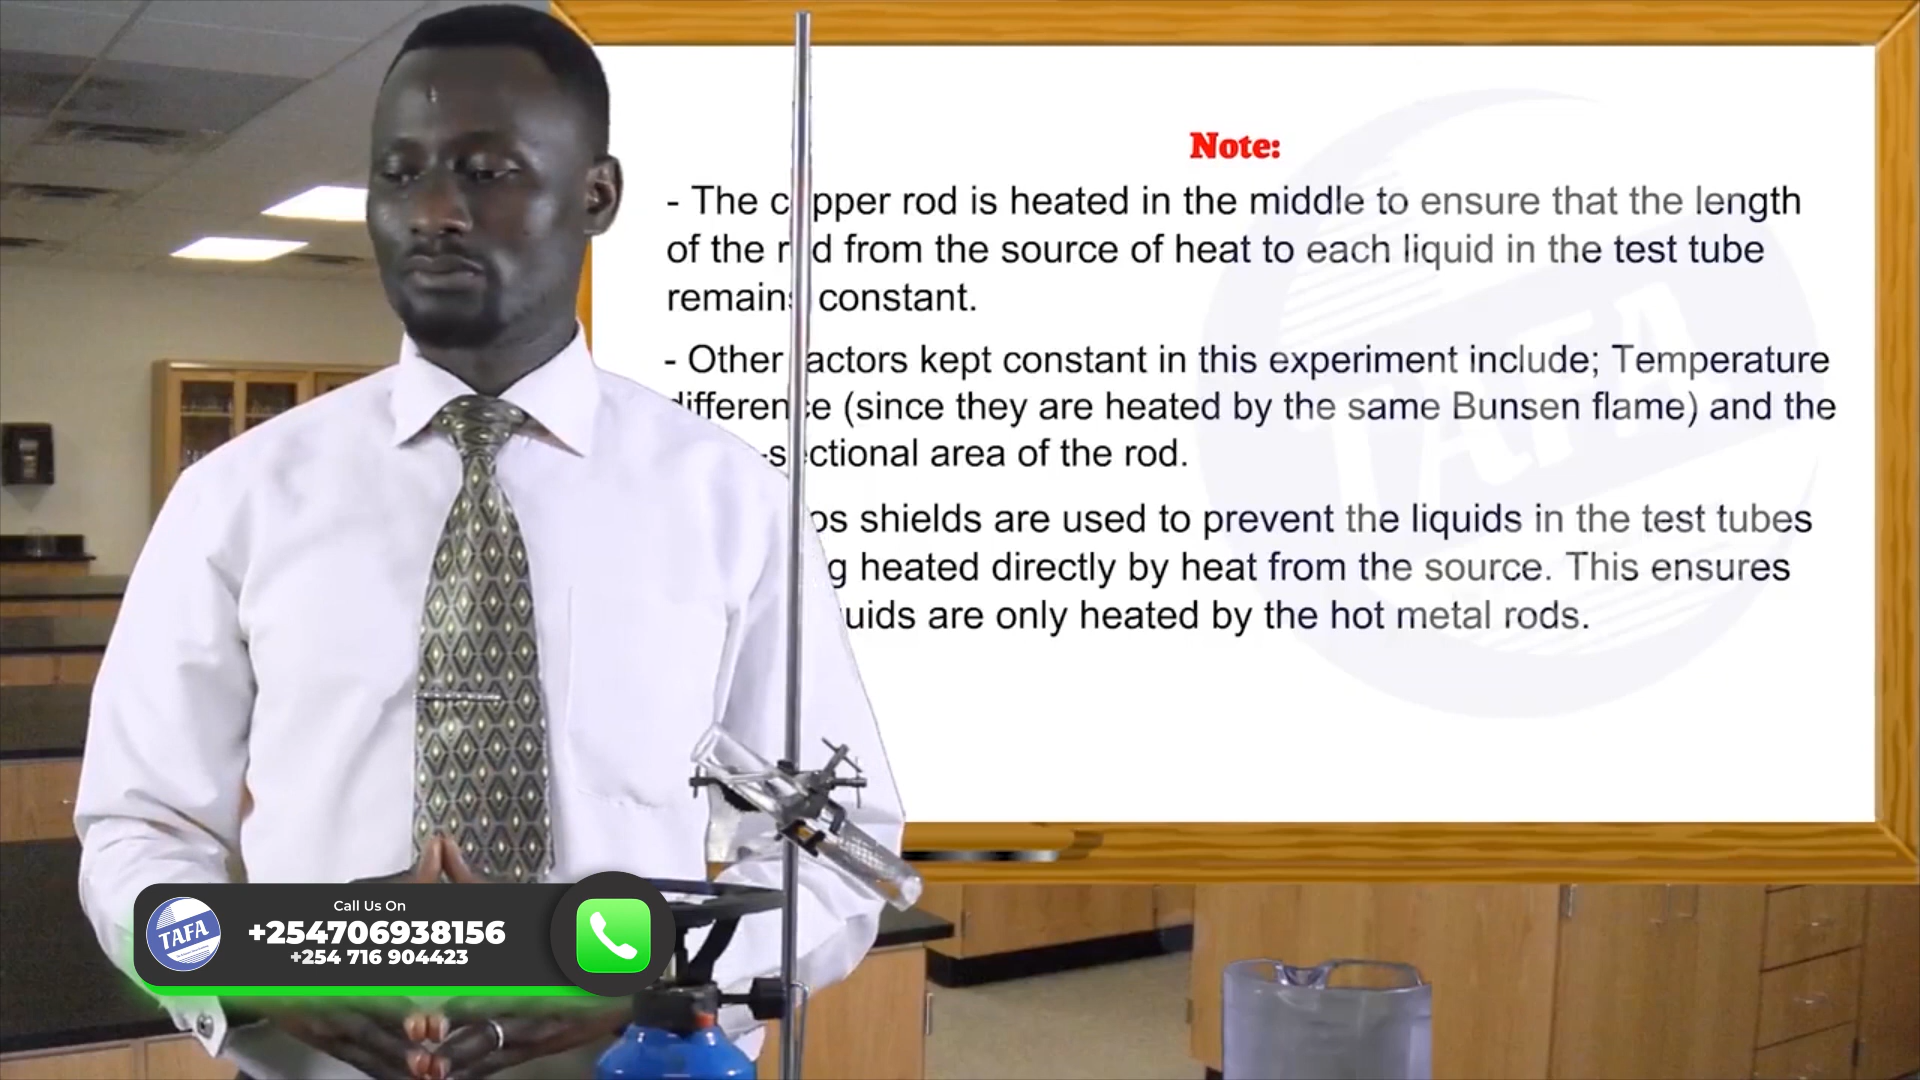 Note:
- The c pper rod is heated in the middle to ensure that the length
of the r d from the source of heat to each liquid in the test tube
remains constant.
- Other actors kept constant in this experiment include; Temperature
differen e (since they are heated by the same Bunsen flame) and the
-s ctional area of the rod.
os shields are used to prevent the liquids in the test tubes
g heated directly by heat from the source. This ensures
uids are only heated by the hot metal rods.
TAFA
Call Us On
+254706938156
+254 716 904423
TAFA